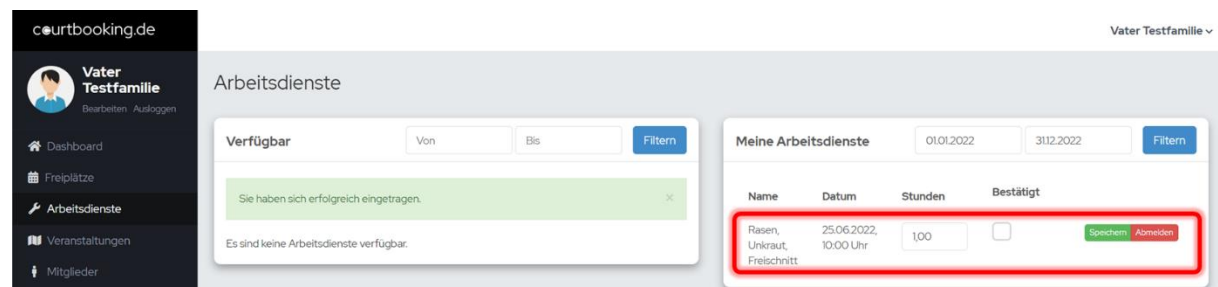 courtbooking.de
Vater Testfamilie
Vater
Testfamilie
Bearbeiten Ausloggen
Dashboard
Freiplätze
Arbeitsdienste
Veranstaltungen
Mitglieder
Arbeitsdienste
Verfügbar Von Bis Filtern
Sie haben sich erfolgreich eingetragen. ×
Es sind keine Arbeitsdienste verfügbar.
Meine Arbeitsdienste 01.01.2022 31.12.2022 Filtern
Name Datum Stunden Bestätigt
Rasen, 25.06.2022, 1,00 Speichern Abmelden
Unkraut, 10:00 Uhr
Freischnitt